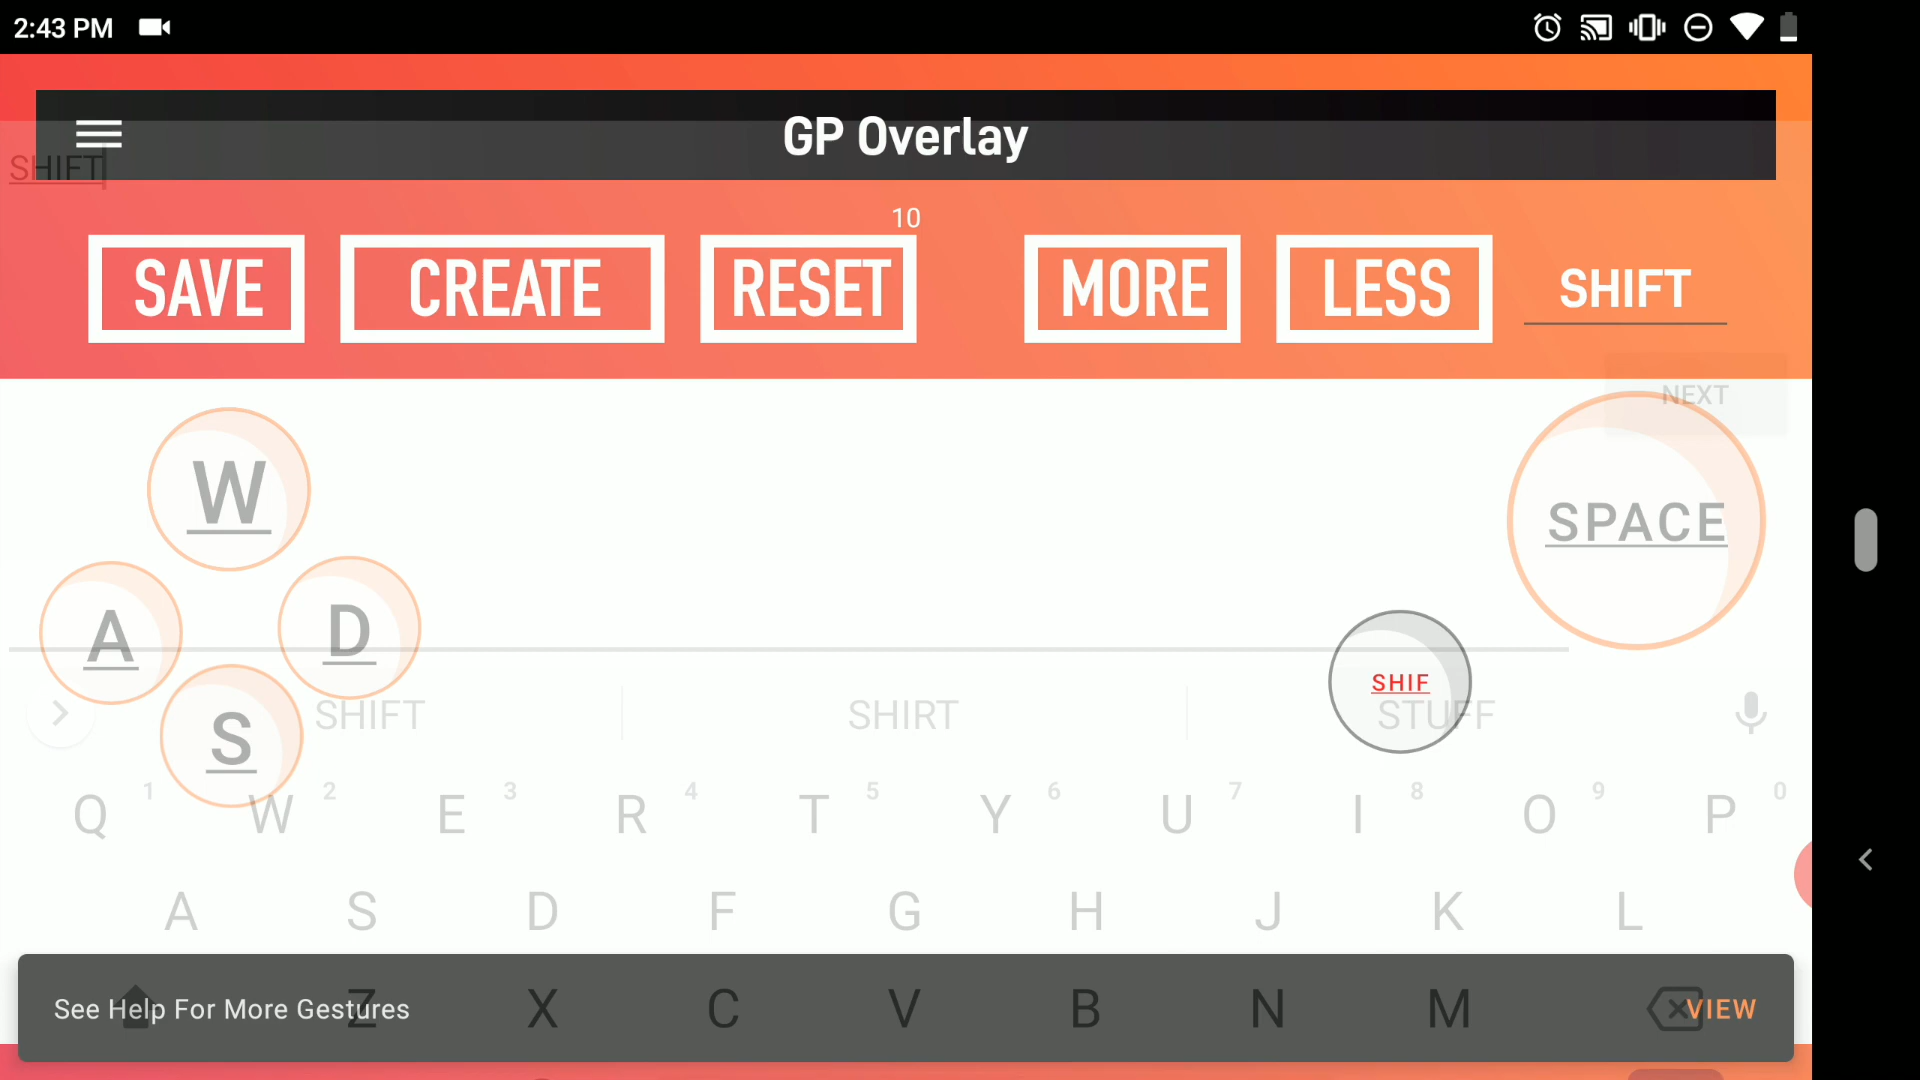 2:43 PM
GP Overlay
SHIFT
10
SAVE CREATE RESET MORE LESS SHIFT
NEXT
W
SPACE
A D
SHIF
S
SHIFT SHIRT STUFF
1 2 3 4 5 6 7 8 9 0
Q W E R T Y U I O P
A S D F G H J K L
Z X C V B N M
See Help For More Gestures VIEW